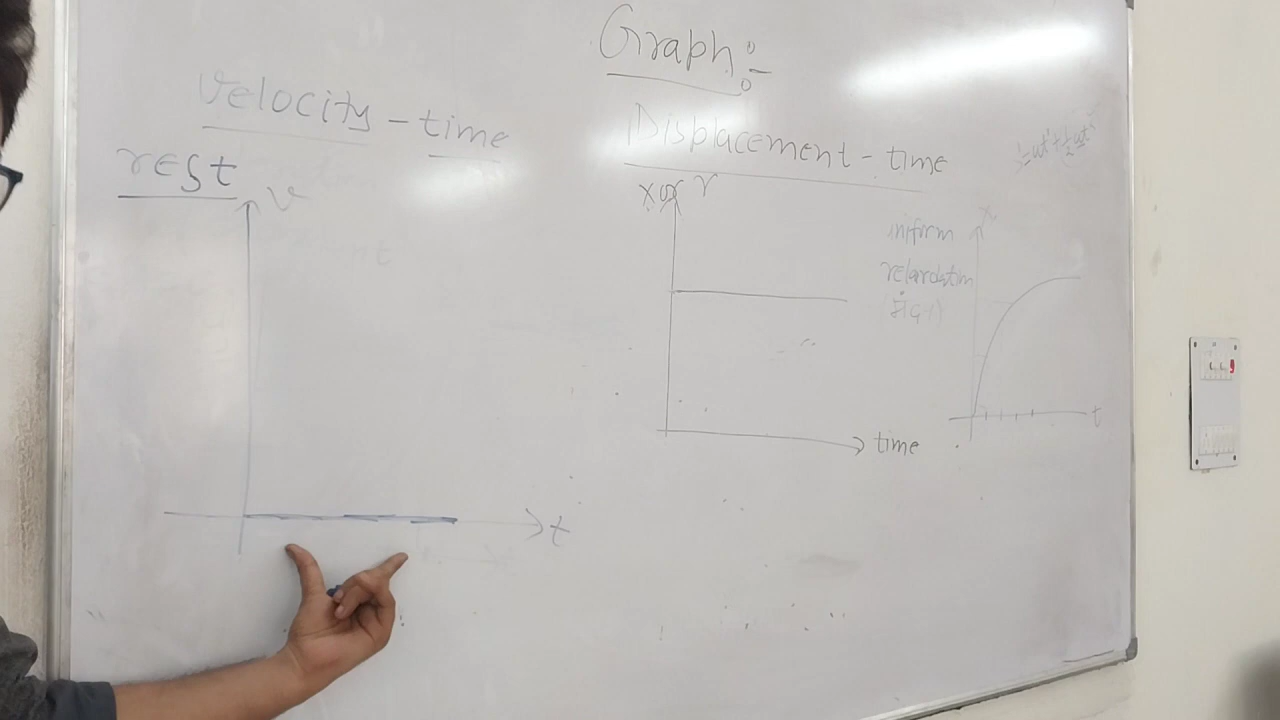 Graph:-
Velocity - time
rest
v
t
Displacement - time
x or r
time
uniform
retardation
x
t